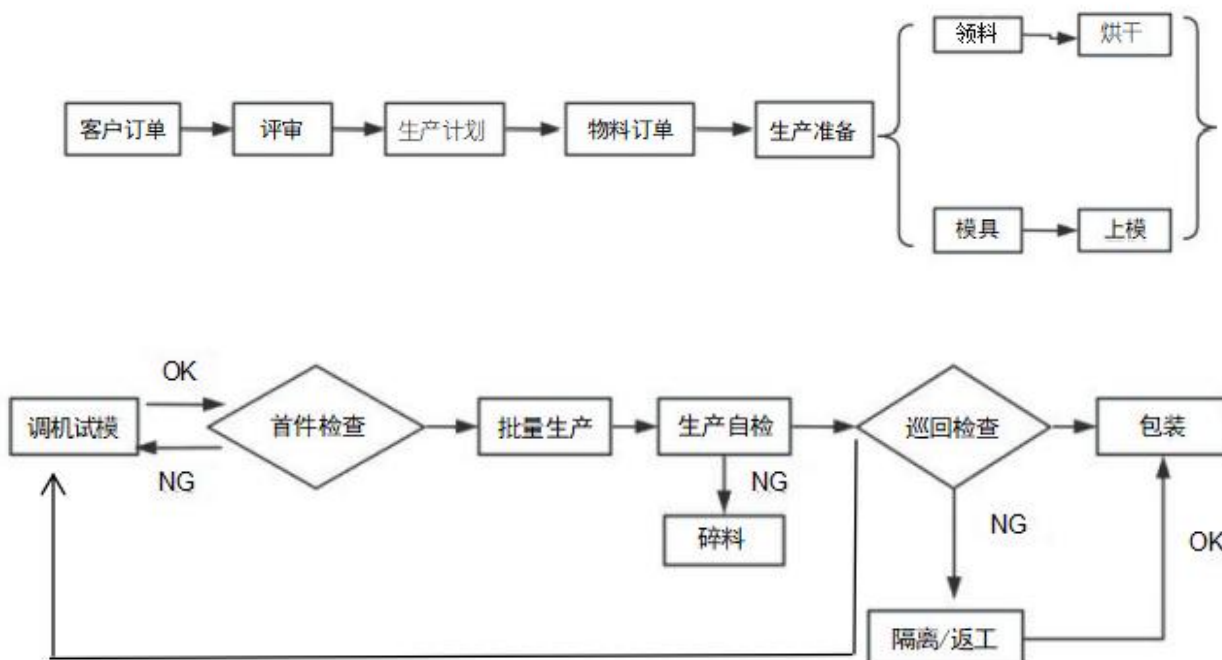 领料
烘干
客户订单
评审
生产计划
物料订单
生产准备
模具
上模
OK
调机试模
首件检查
批量生产
生产自检
巡回检查
包装
NG
NG
碎料
NG
OK
隔离/返工